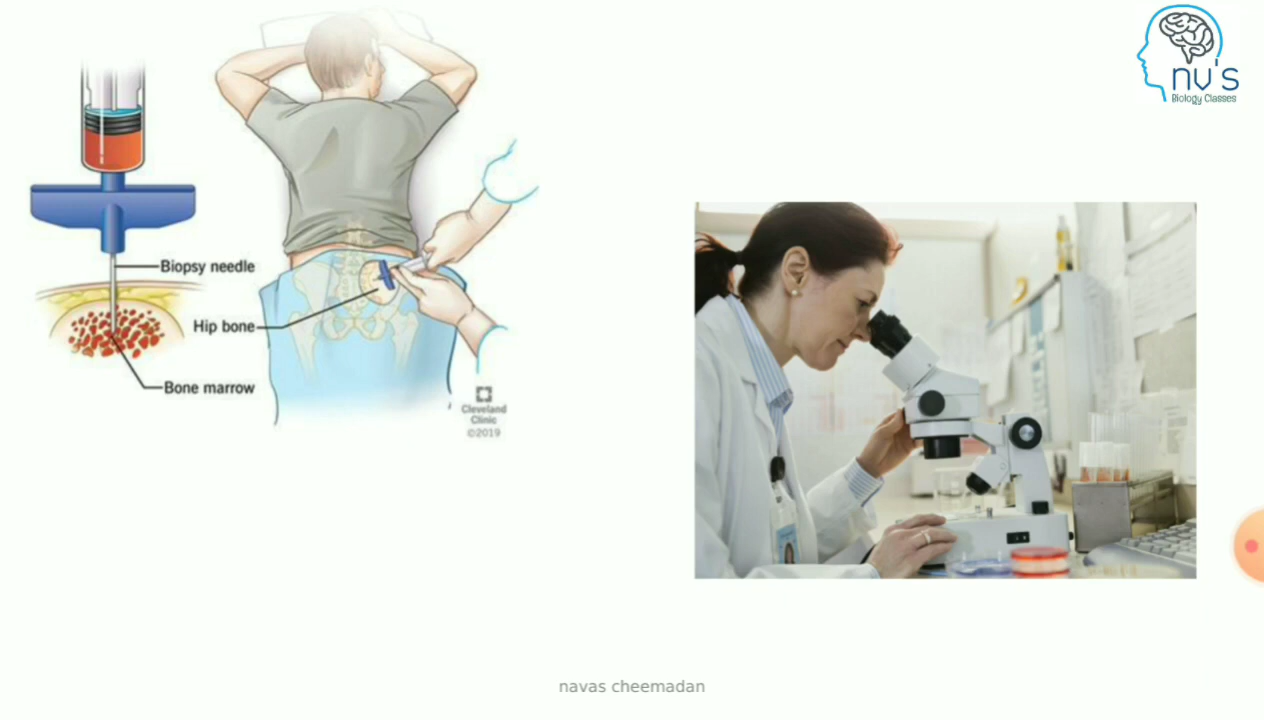 nv's
Biology Classes
Biopsy needle
Hip bone
Bone marrow
Cleveland
Clinic
©2019
navas cheemadan